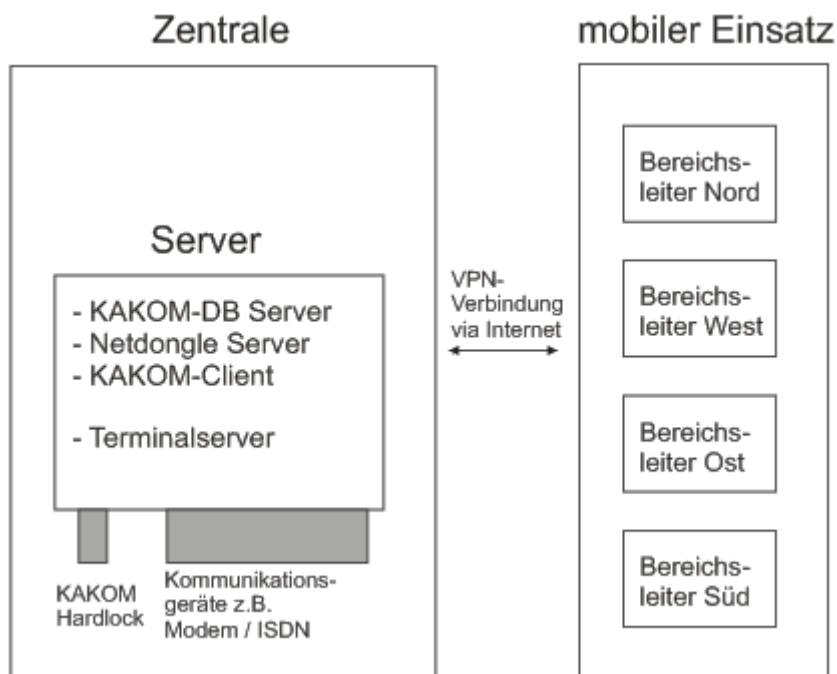 Zentrale
mobiler Einsatz
Server
- KAKOM-DB Server
- Netdongle Server
- KAKOM-Client
- Terminalserver
KAKOM
Hardlock
Kommunikations-
geräte z.B.
Modem / ISDN
VPN-
Verbindung
via Internet
Bereichs-
leiter Nord
Bereichs-
leiter West
Bereichs-
leiter Ost
Bereichs-
leiter Süd